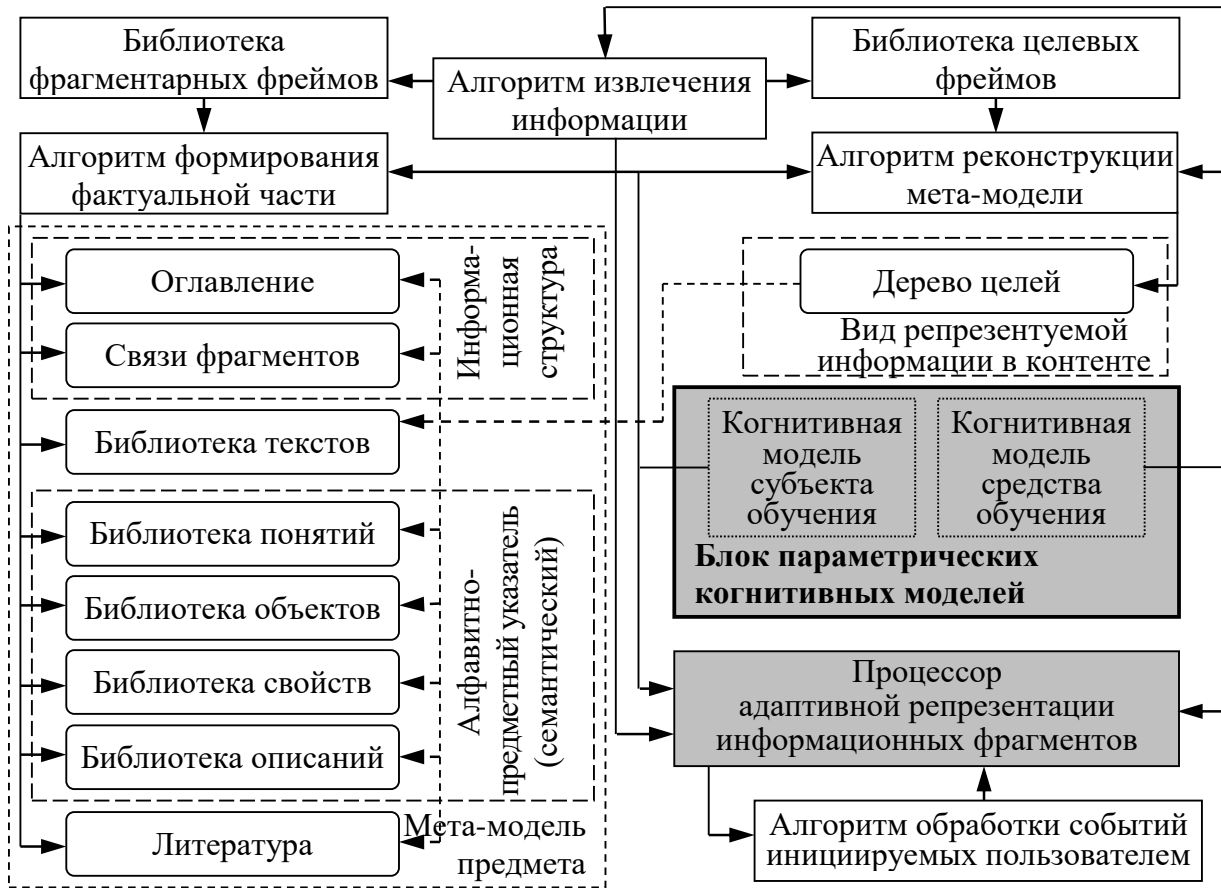 Библиотека
фрагментарных фреймов
Алгоритм извлечения
информации
Библиотека целевых
фреймов
Алгоритм формирования
фактуальной части
Алгоритм реконструкции
мета-модели
Оглавление
Связи фрагментов
Информа-
ционная
структура
Дерево целей
Вид репрезентуемой
информации в контенте
Библиотека текстов
Когнитивная
модель
субъекта
обучения
Когнитивная
модель
средства
обучения
Блок параметрических
когнитивных моделей
Библиотека понятий
Библиотека объектов
Библиотека свойств
Библиотека описаний
Алфавитно-
предметный указатель
(семантический)
Процессор
адаптивной репрезентации
информационных фрагментов
Литература
Мета-модель
предмета
Алгоритм обработки событий
инициируемых пользователем